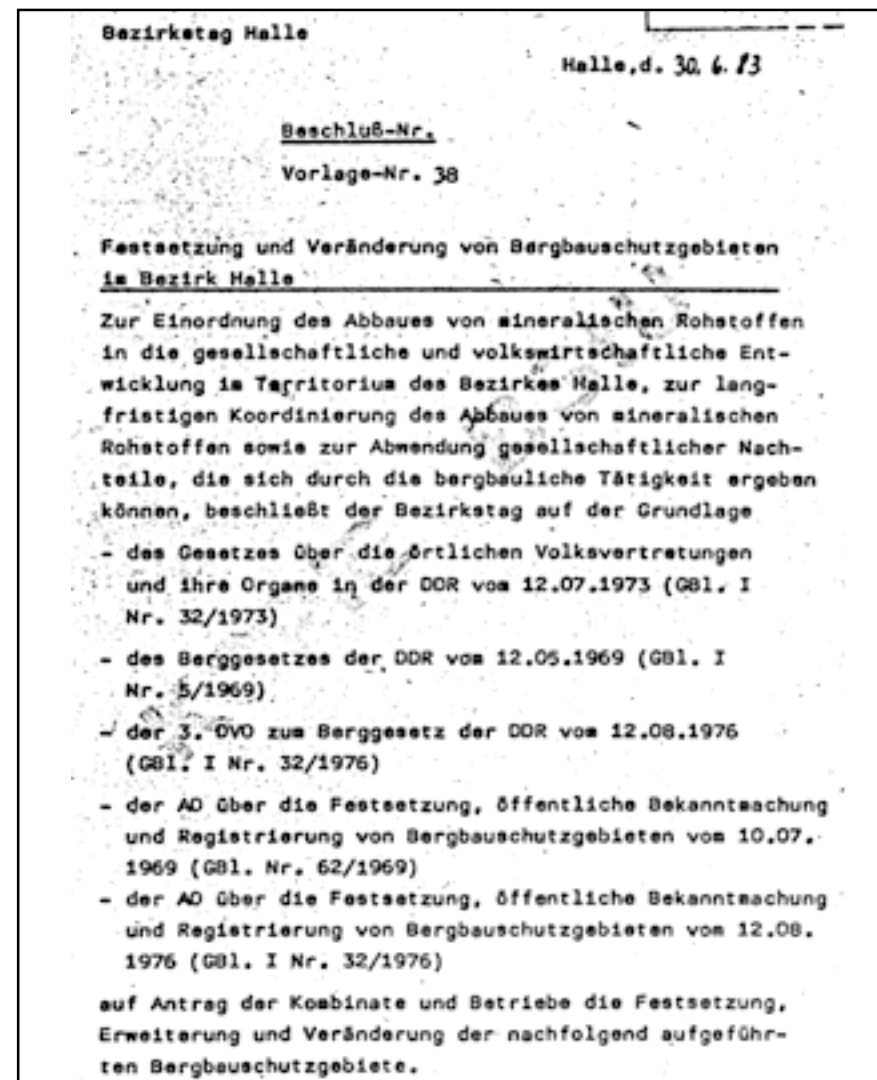 Bezirkstag Halle
Halle,d. 30. 6. 83
Beschluß-Nr.
Vorlage-Nr. 38
Festsetzung und Veränderung von Bergbauschutzgebieten
im Bezirk Halle
Zur Einordnung des Abbaues von mineralischen Rohstoffen
in die gesellschaftliche und volkswirtschaftliche Ent-
wicklung im Territorium des Bezirkes Halle, zur lang-
fristigen Koordinierung des Abbaues von mineralischen
Rohstoffen sowie zur Abwendung gesellschaftlicher Nach-
teile, die sich durch die bergbauliche Tätigkeit ergeben
können, beschließt der Bezirkstag auf der Grundlage
- des Gesetzes über die örtlichen Volksvertretungen
und ihre Organe in der DDR vom 12.07.1973 (GBl. I
Nr. 32/1973)
- des Berggesetzes der DDR vom 12.05.1969 (GBl. I
Nr. 5/1969)
- der 3. DVO zum Berggesetz der DDR vom 12.08.1976
(GBl. I Nr. 32/1976)
- der AO über die Festsetzung, öffentliche Bekanntmachung
und Registrierung von Bergbauschutzgebieten vom 10.07.
1969 (GBl. Nr. 62/1969)
- der AO über die Festsetzung, öffentliche Bekanntmachung
und Registrierung von Bergbauschutzgebieten vom 12.08.
1976 (GBl. I Nr. 32/1976)
auf Antrag der Kombinate und Betriebe die Festsetzung,
Erweiterung und Veränderung der nachfolgend aufgeführ-
ten Bergbauschutzgebiete.